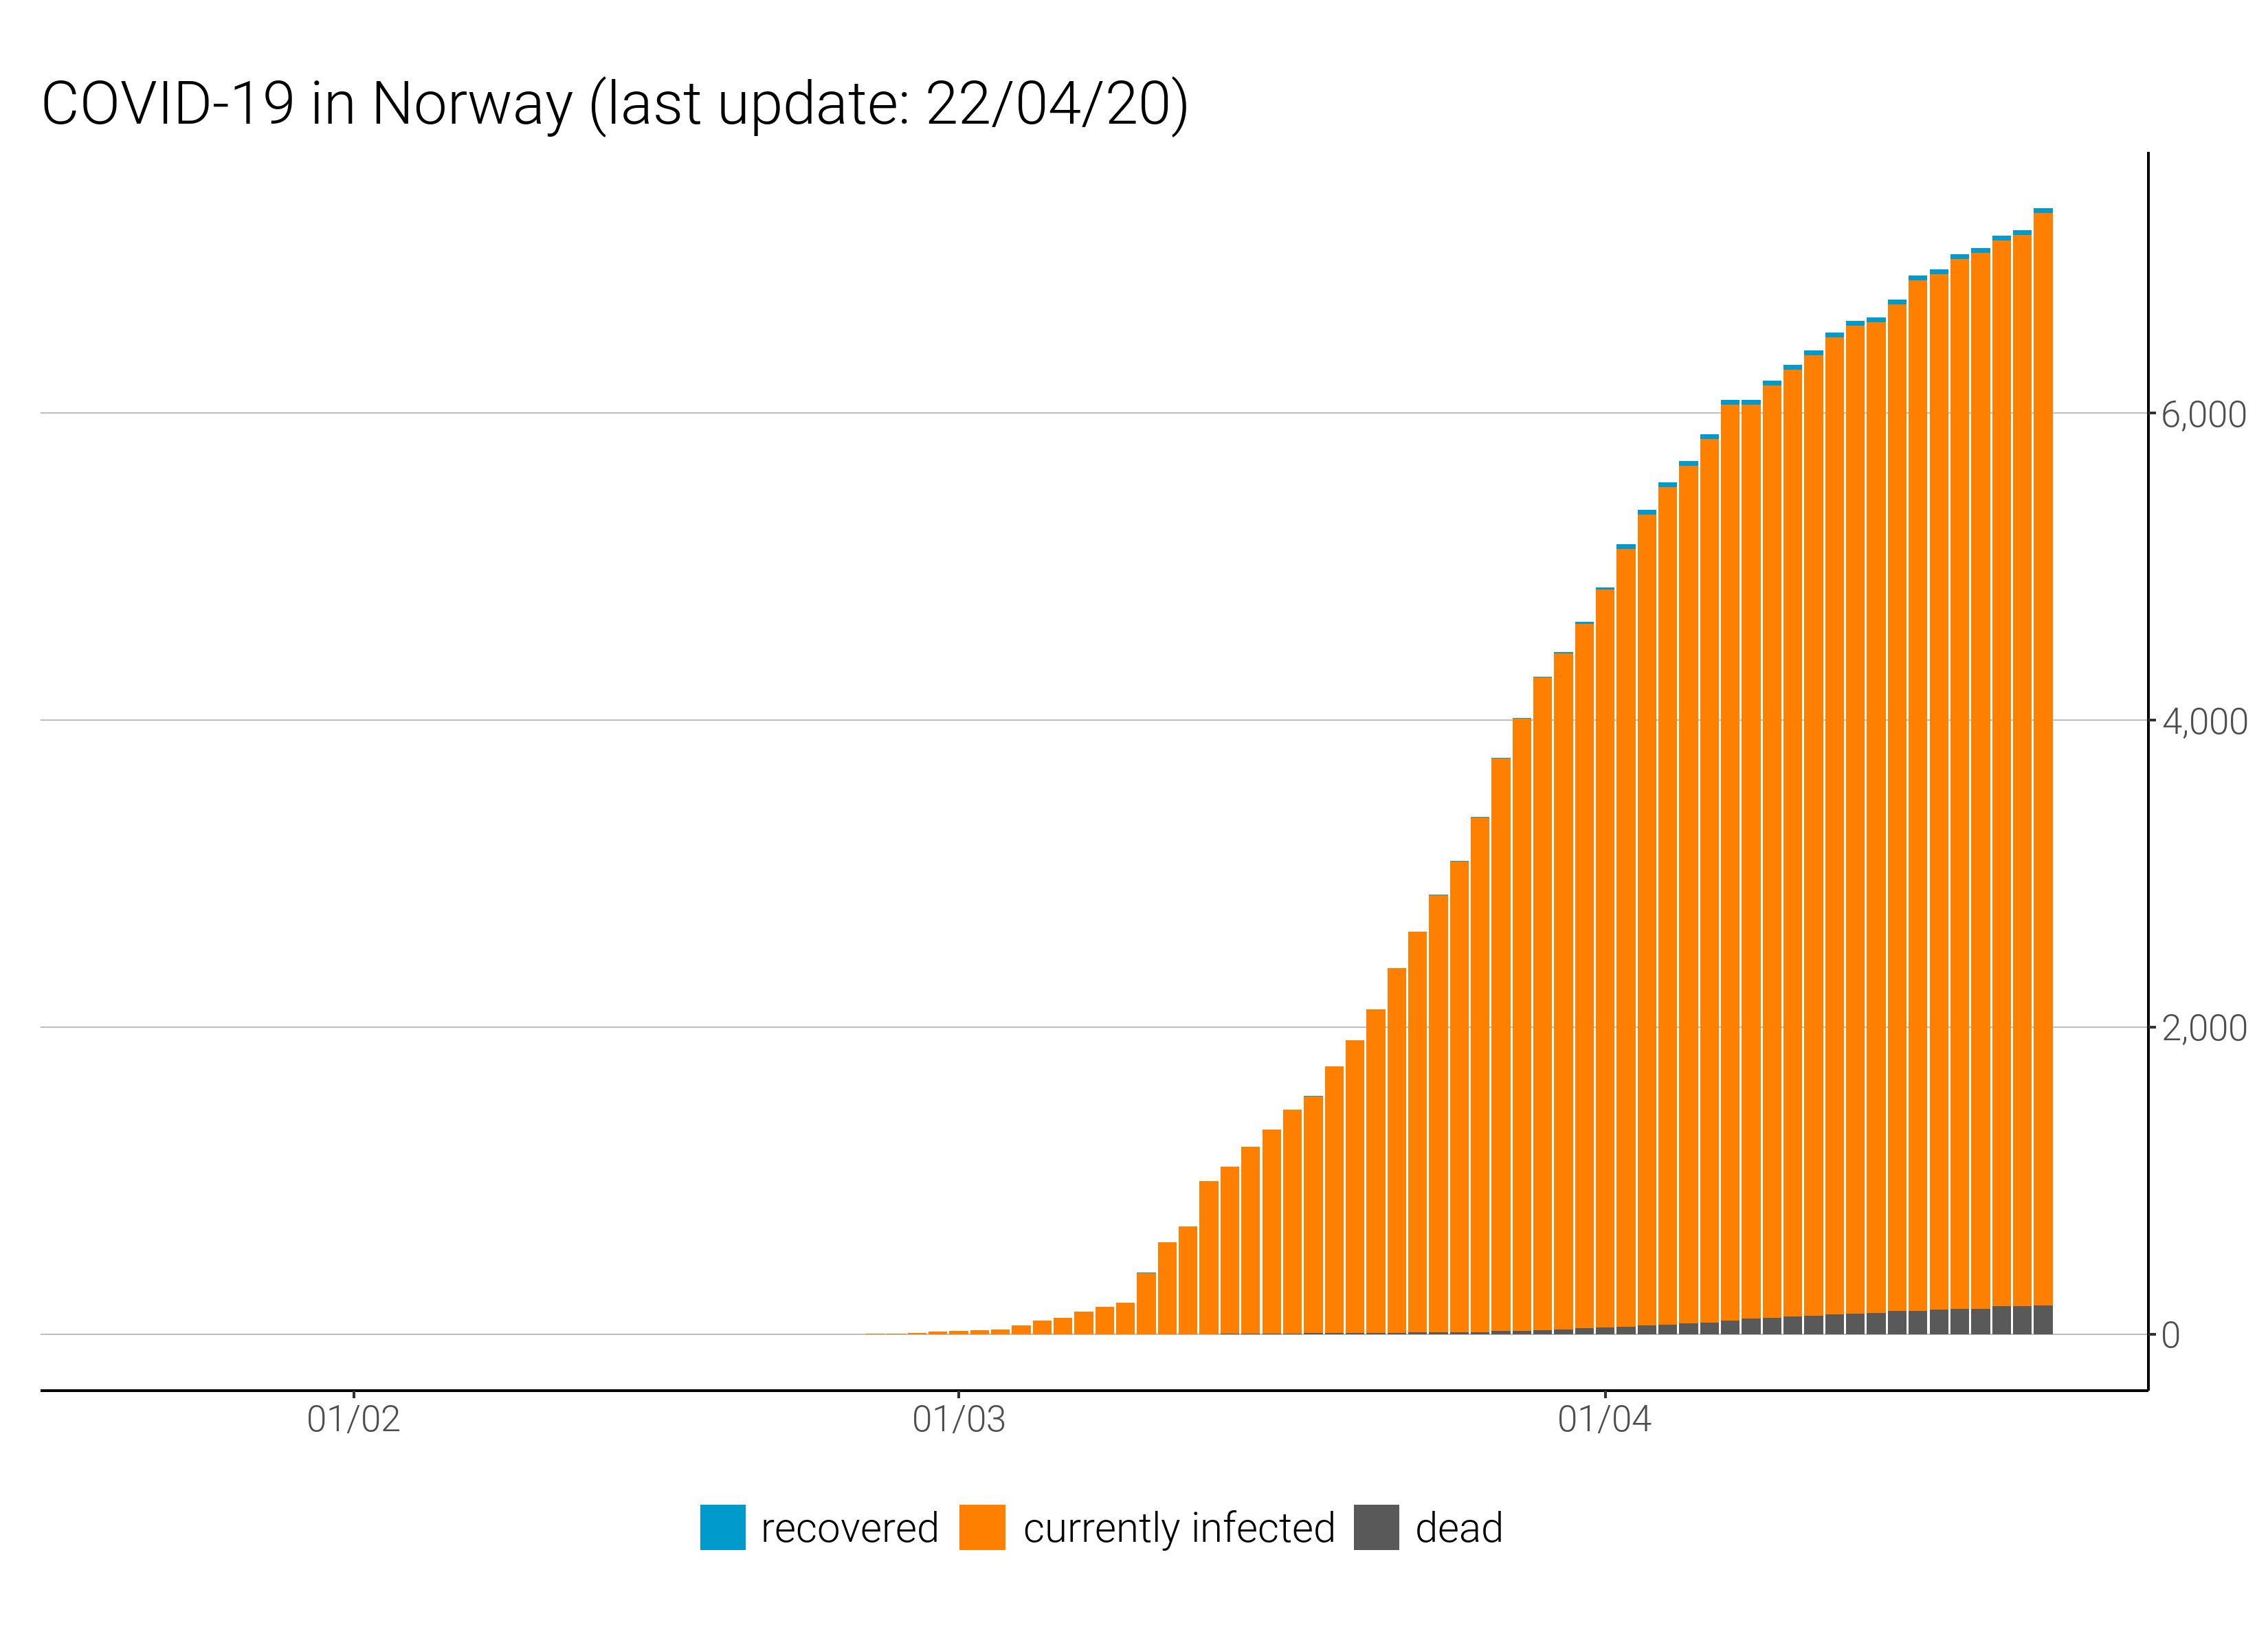 COVID-19 in Norway (last update: 22/04/20)
6,000
4,000
2,000
0
01/02 01/03 01/04
recovered currently infected dead